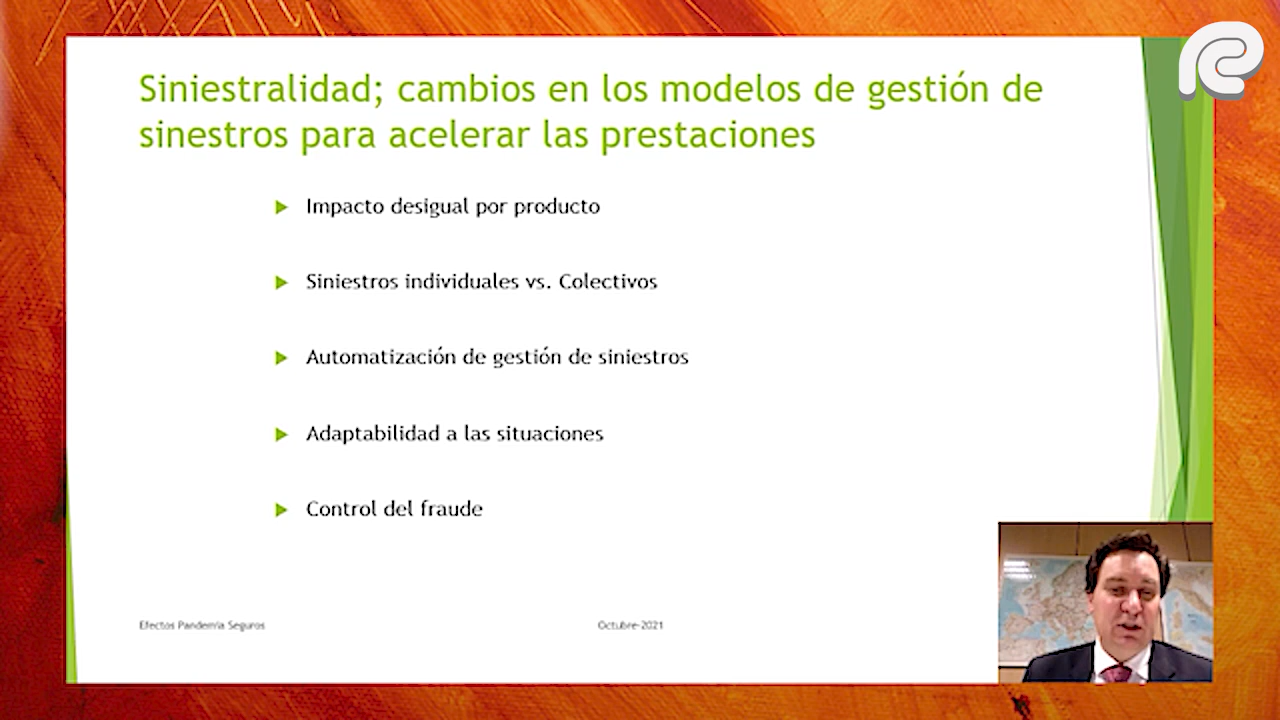 Siniestralidad; cambios en los modelos de gestión de
sinestros para acelerar las prestaciones
Impacto desigual por producto
Siniestros individuales vs. Colectivos
Automatización de gestión de siniestros
Adaptabilidad a las situaciones
Control del fraude
Efectos Pandemia Seguros
Octubre-2021